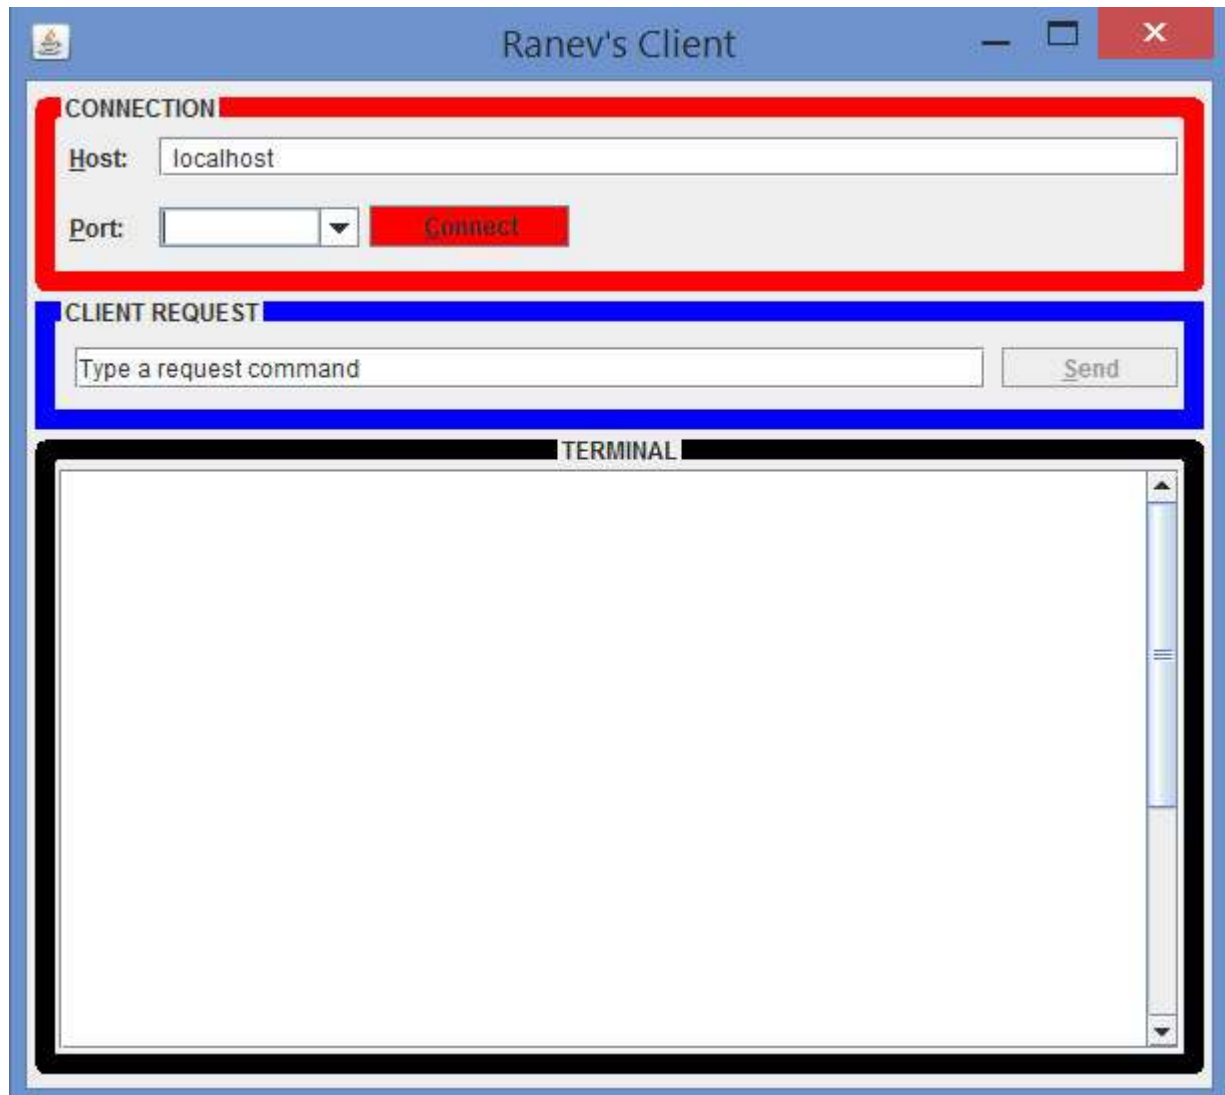 Ranev's Client
CONNECTION
Host: localhost
Port: Connect
CLIENT REQUEST
Type a request command Send
TERMINAL